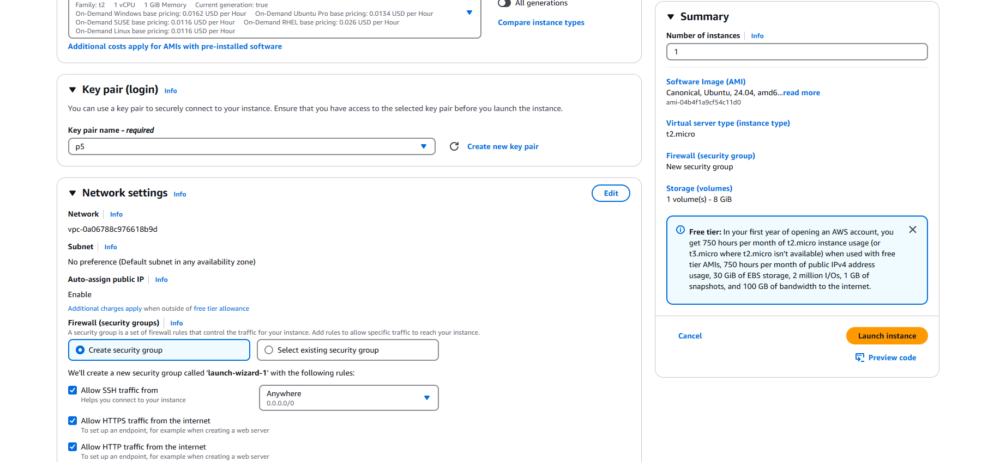 Family: t2 1 vCPU 1 GiB Memory Current generation: true
On-Demand Windows base pricing: 0.0162 USD per Hour On-Demand Ubuntu Pro base pricing: 0.0134 USD per Hour
On-Demand SUSE base pricing: 0.0116 USD per Hour On-Demand RHEL base pricing: 0.026 USD per Hour
On-Demand Linux base pricing: 0.0116 USD per Hour
All generations
Compare instance types
Additional costs apply for AMIs with pre-installed software
Key pair (login) Info
You can use a key pair to securely connect to your instance. Ensure that you have access to the selected key pair before you launch the instance.
Key pair name - required
p5
Create new key pair
Network settings Info
Edit
Network Info
vpc-0a06788c976618b9d
Subnet Info
No preference (Default subnet in any availability zone)
Auto-assign public IP Info
Enable
Additional charges apply when outside of free tier allowance
Firewall (security groups) Info
A security group is a set of firewall rules that control the traffic for your instance. Add rules to allow specific traffic to reach your instance.
Create security group
Select existing security group
We'll create a new security group called 'launch-wizard-1' with the following rules:
Allow SSH traffic from
Helps you connect to your instance
Anywhere
0.0.0.0/0
Allow HTTPS traffic from the internet
To set up an endpoint, for example when creating a web server
Allow HTTP traffic from the internet
To set up an endpoint, for example when creating a web server
Summary
Number of instances Info
1
Software Image (AMI)
Canonical, Ubuntu, 24.04, amd6...read more
ami-04b4f1a9cf54c11d0
Virtual server type (instance type)
t2.micro
Firewall (security group)
New security group
Storage (volumes)
1 volume(s) - 8 GiB
Free tier: In your first year of opening an AWS account, you
get 750 hours per month of t2.micro instance usage (or
t3.micro where t2.micro isn't available) when used with free
tier AMIs, 750 hours per month of public IPv4 address
usage, 30 GiB of EBS storage, 2 million I/Os, 1 GB of
snapshots, and 100 GB of bandwidth to the internet.
Cancel
Launch instance
Preview code